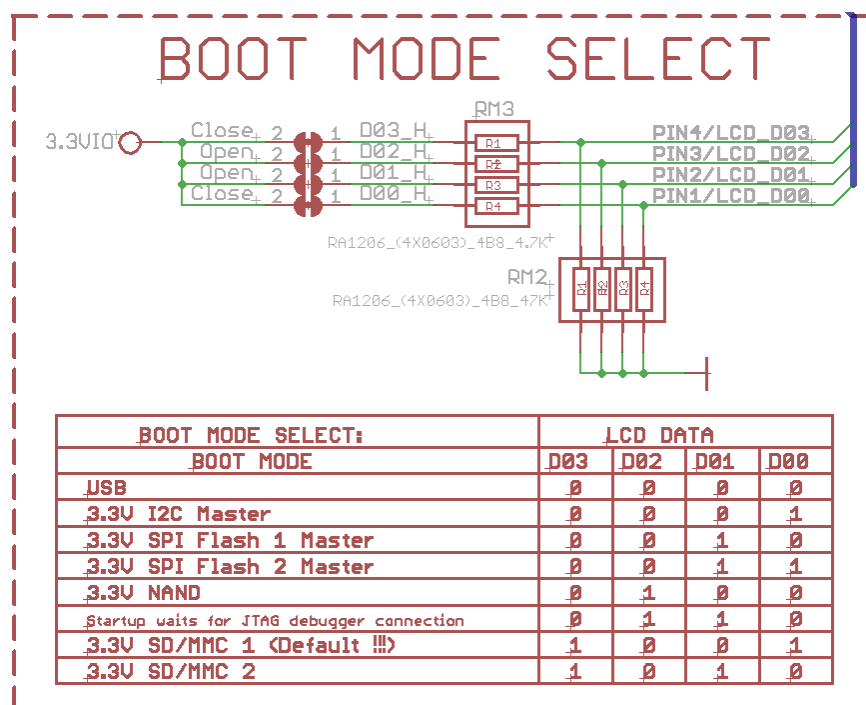 BOOT MODE SELECT
RM3
3.3VIO Close 2 1 D03_H R1 PIN4/LCD_D03
Open 2 1 D02_H R2 PIN3/LCD_D02
Open 2 1 D01_H R3 PIN2/LCD_D01
Close 2 1 D00_H R4 PIN1/LCD_D00
RA1206_(4X0603)_4B8_4.7K
RM2 R1 R2 R3 R4
RA1206_(4X0603)_4B8_47K
BOOT MODE SELECT: LCD DATA
BOOT MODE D03 D02 D01 D00
USB 0 0 0 0
3.3V I2C Master 0 0 0 1
3.3V SPI Flash 1 Master 0 0 1 0
3.3V SPI Flash 2 Master 0 0 1 1
3.3V NAND 0 1 0 0
Startup waits for JTAG debugger connection 0 1 1 0
3.3V SD/MMC 1 (Default !!!) 1 0 0 1
3.3V SD/MMC 2 1 0 1 0